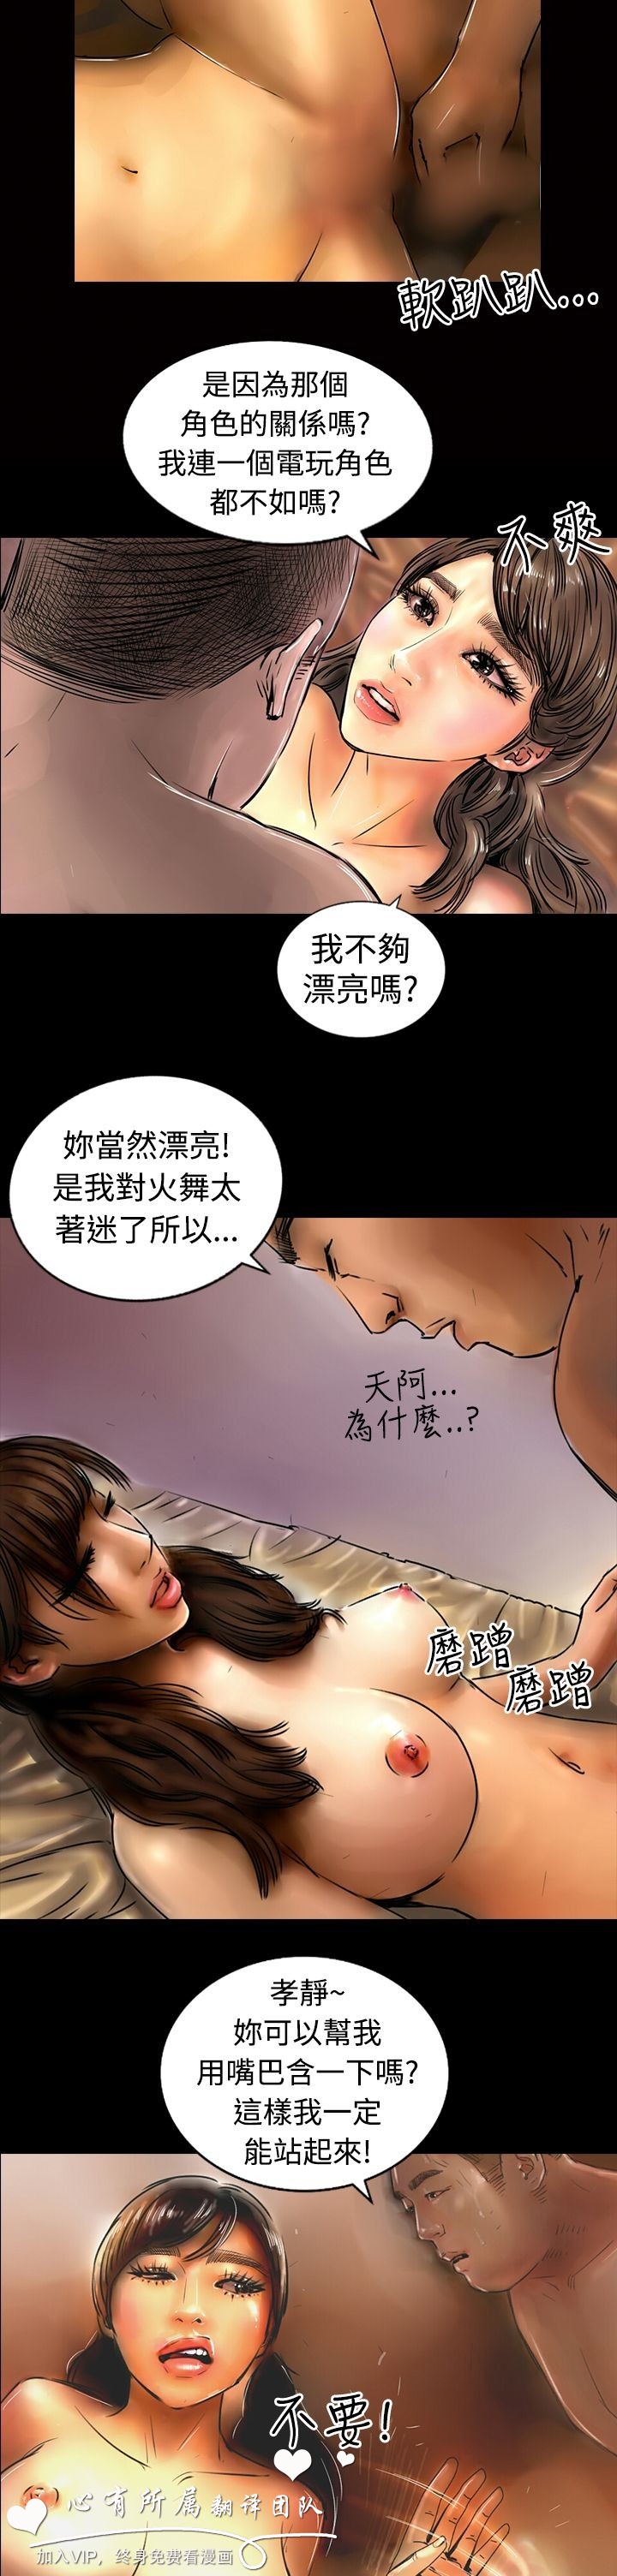 軟趴趴...
是因為那個
角色的關係嗎?
我連一個電玩角色
都不如嗎?
不爽
我不夠
漂亮嗎?
妳當然漂亮!
是我對火舞太
著迷了所以...
天阿...
為什麼..?
磨蹭
磨蹭
孝靜~
妳可以幫我
用嘴巴含一下嗎?
這樣我一定
能站起來!
不要!
心有所属翻译团队
加入VIP，终身免费看漫画